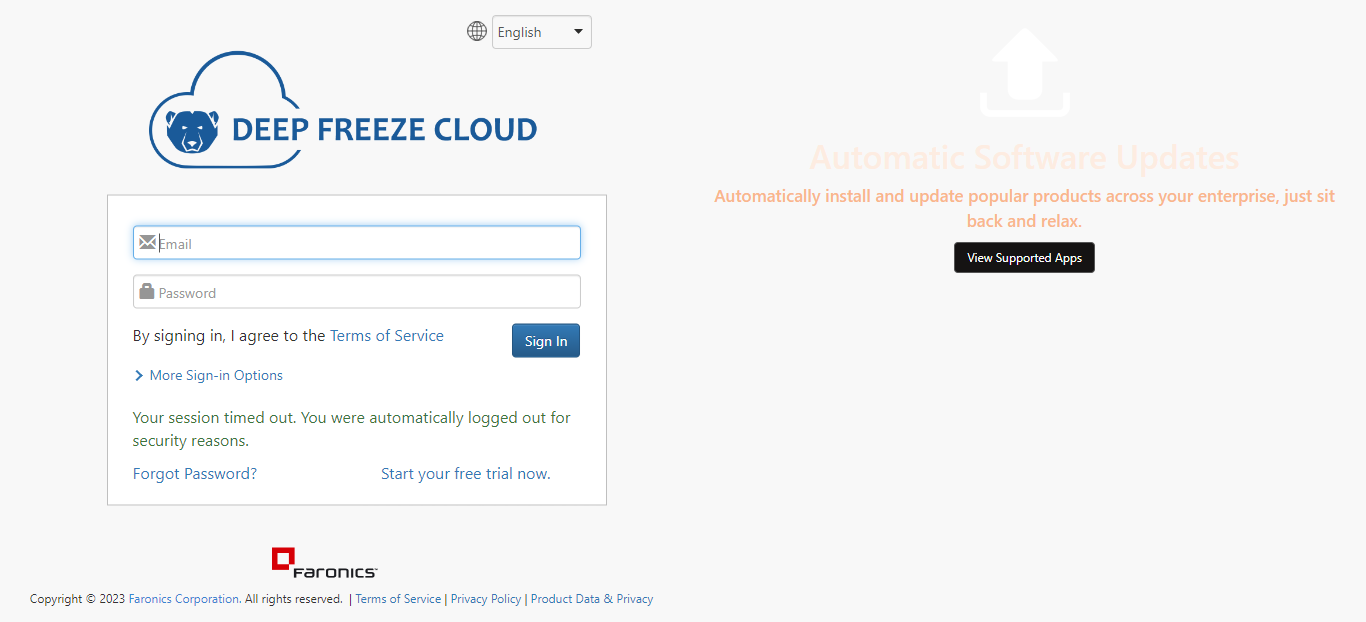 English
DEEP FREEZE CLOUD
Email
Password
By signing in, I agree to the Terms of Service
Sign In
More Sign-in Options
Your session timed out. You were automatically logged out for
security reasons.
Forgot Password?
Start your free trial now.
FARONICS
Copyright © 2023 Faronics Corporation. All rights reserved. | Terms of Service | Privacy Policy | Product Data & Privacy
Automatic Software Updates
Automatically install and update popular products across your enterprise, just sit
back and relax.
View Supported Apps